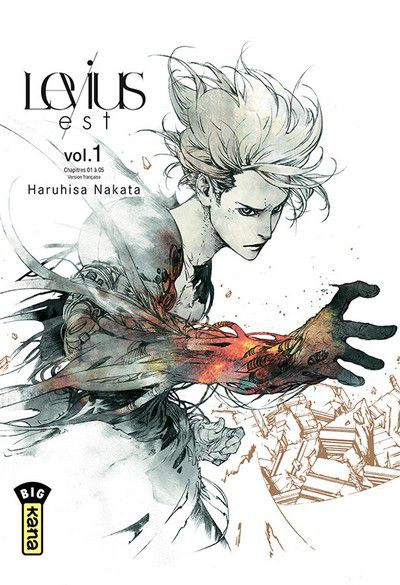 Levius
est
vol.1
Chapitres 01 à 05
Version française
Haruhisa Nakata
BIG
kana